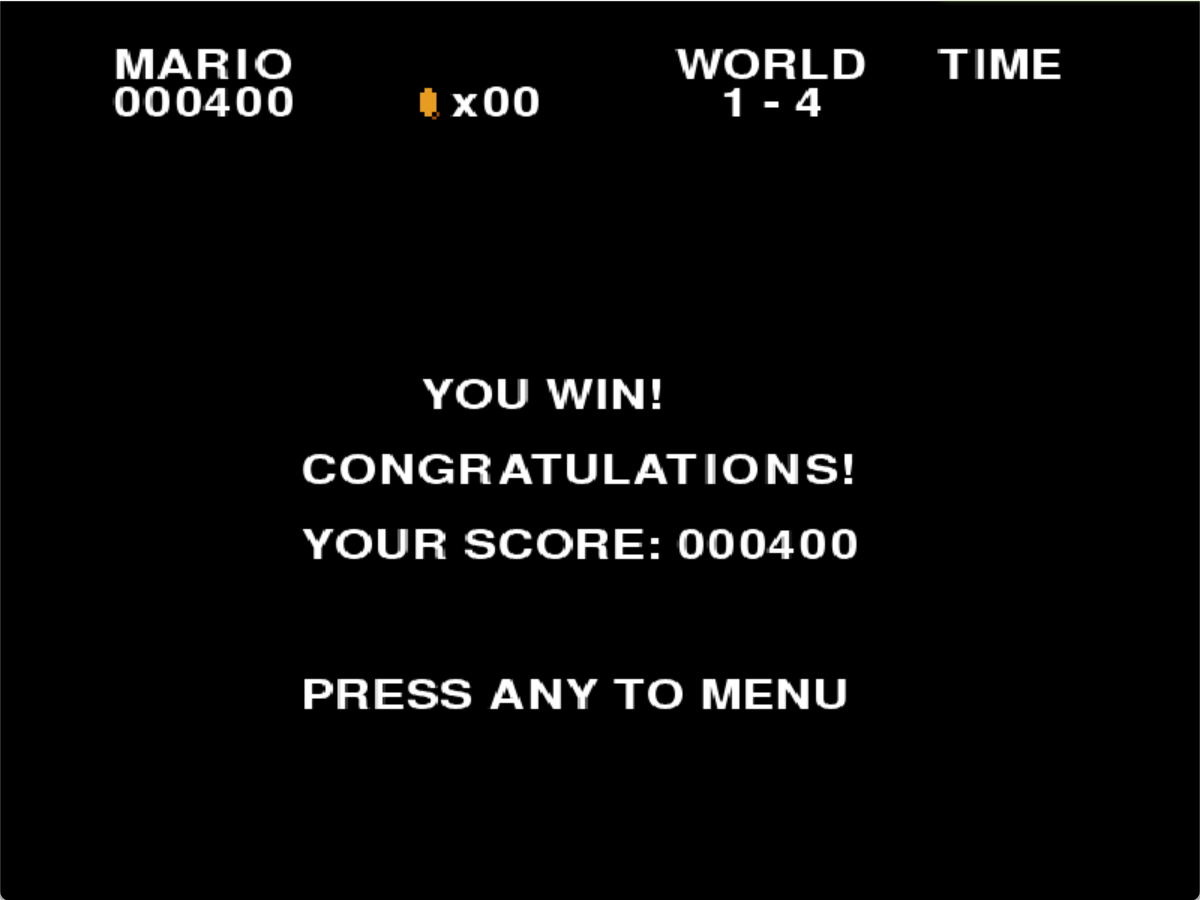 MARIO WORLD TIME
000400 x00 1 - 4
YOU WIN!
CONGRATULATIONS!
YOUR SCORE: 000400
PRESS ANY TO MENU